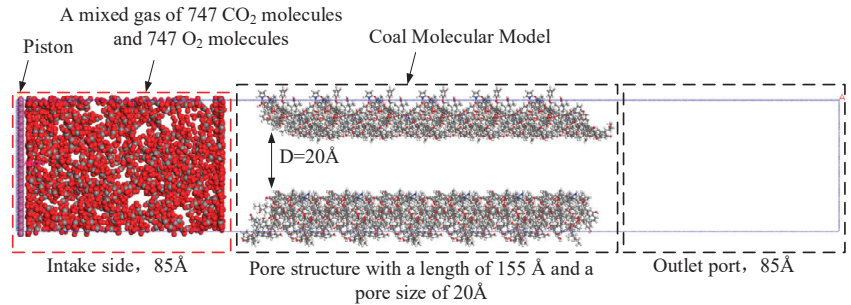 A mixed gas of 747 CO₂ molecules
and 747 O₂ molecules
Piston
Coal Molecular Model
D=20Å
A
Intake side，85Å
Pore structure with a length of 155 Å and a
pore size of 20Å
Outlet port，85Å